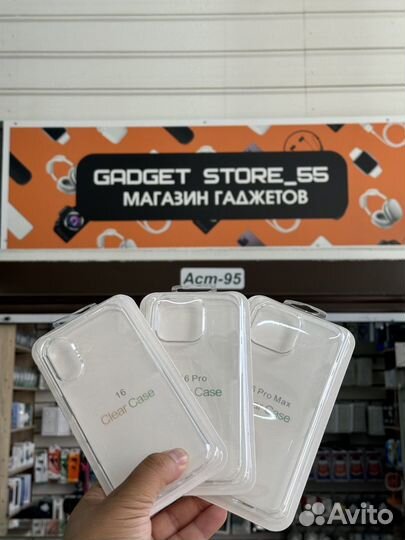 GADGET STORE_55
МАГАЗИН ГАДЖЕТОВ
Аст-95
16
Clear Case
6 Pro
Case
Pro Max
Case
Avito